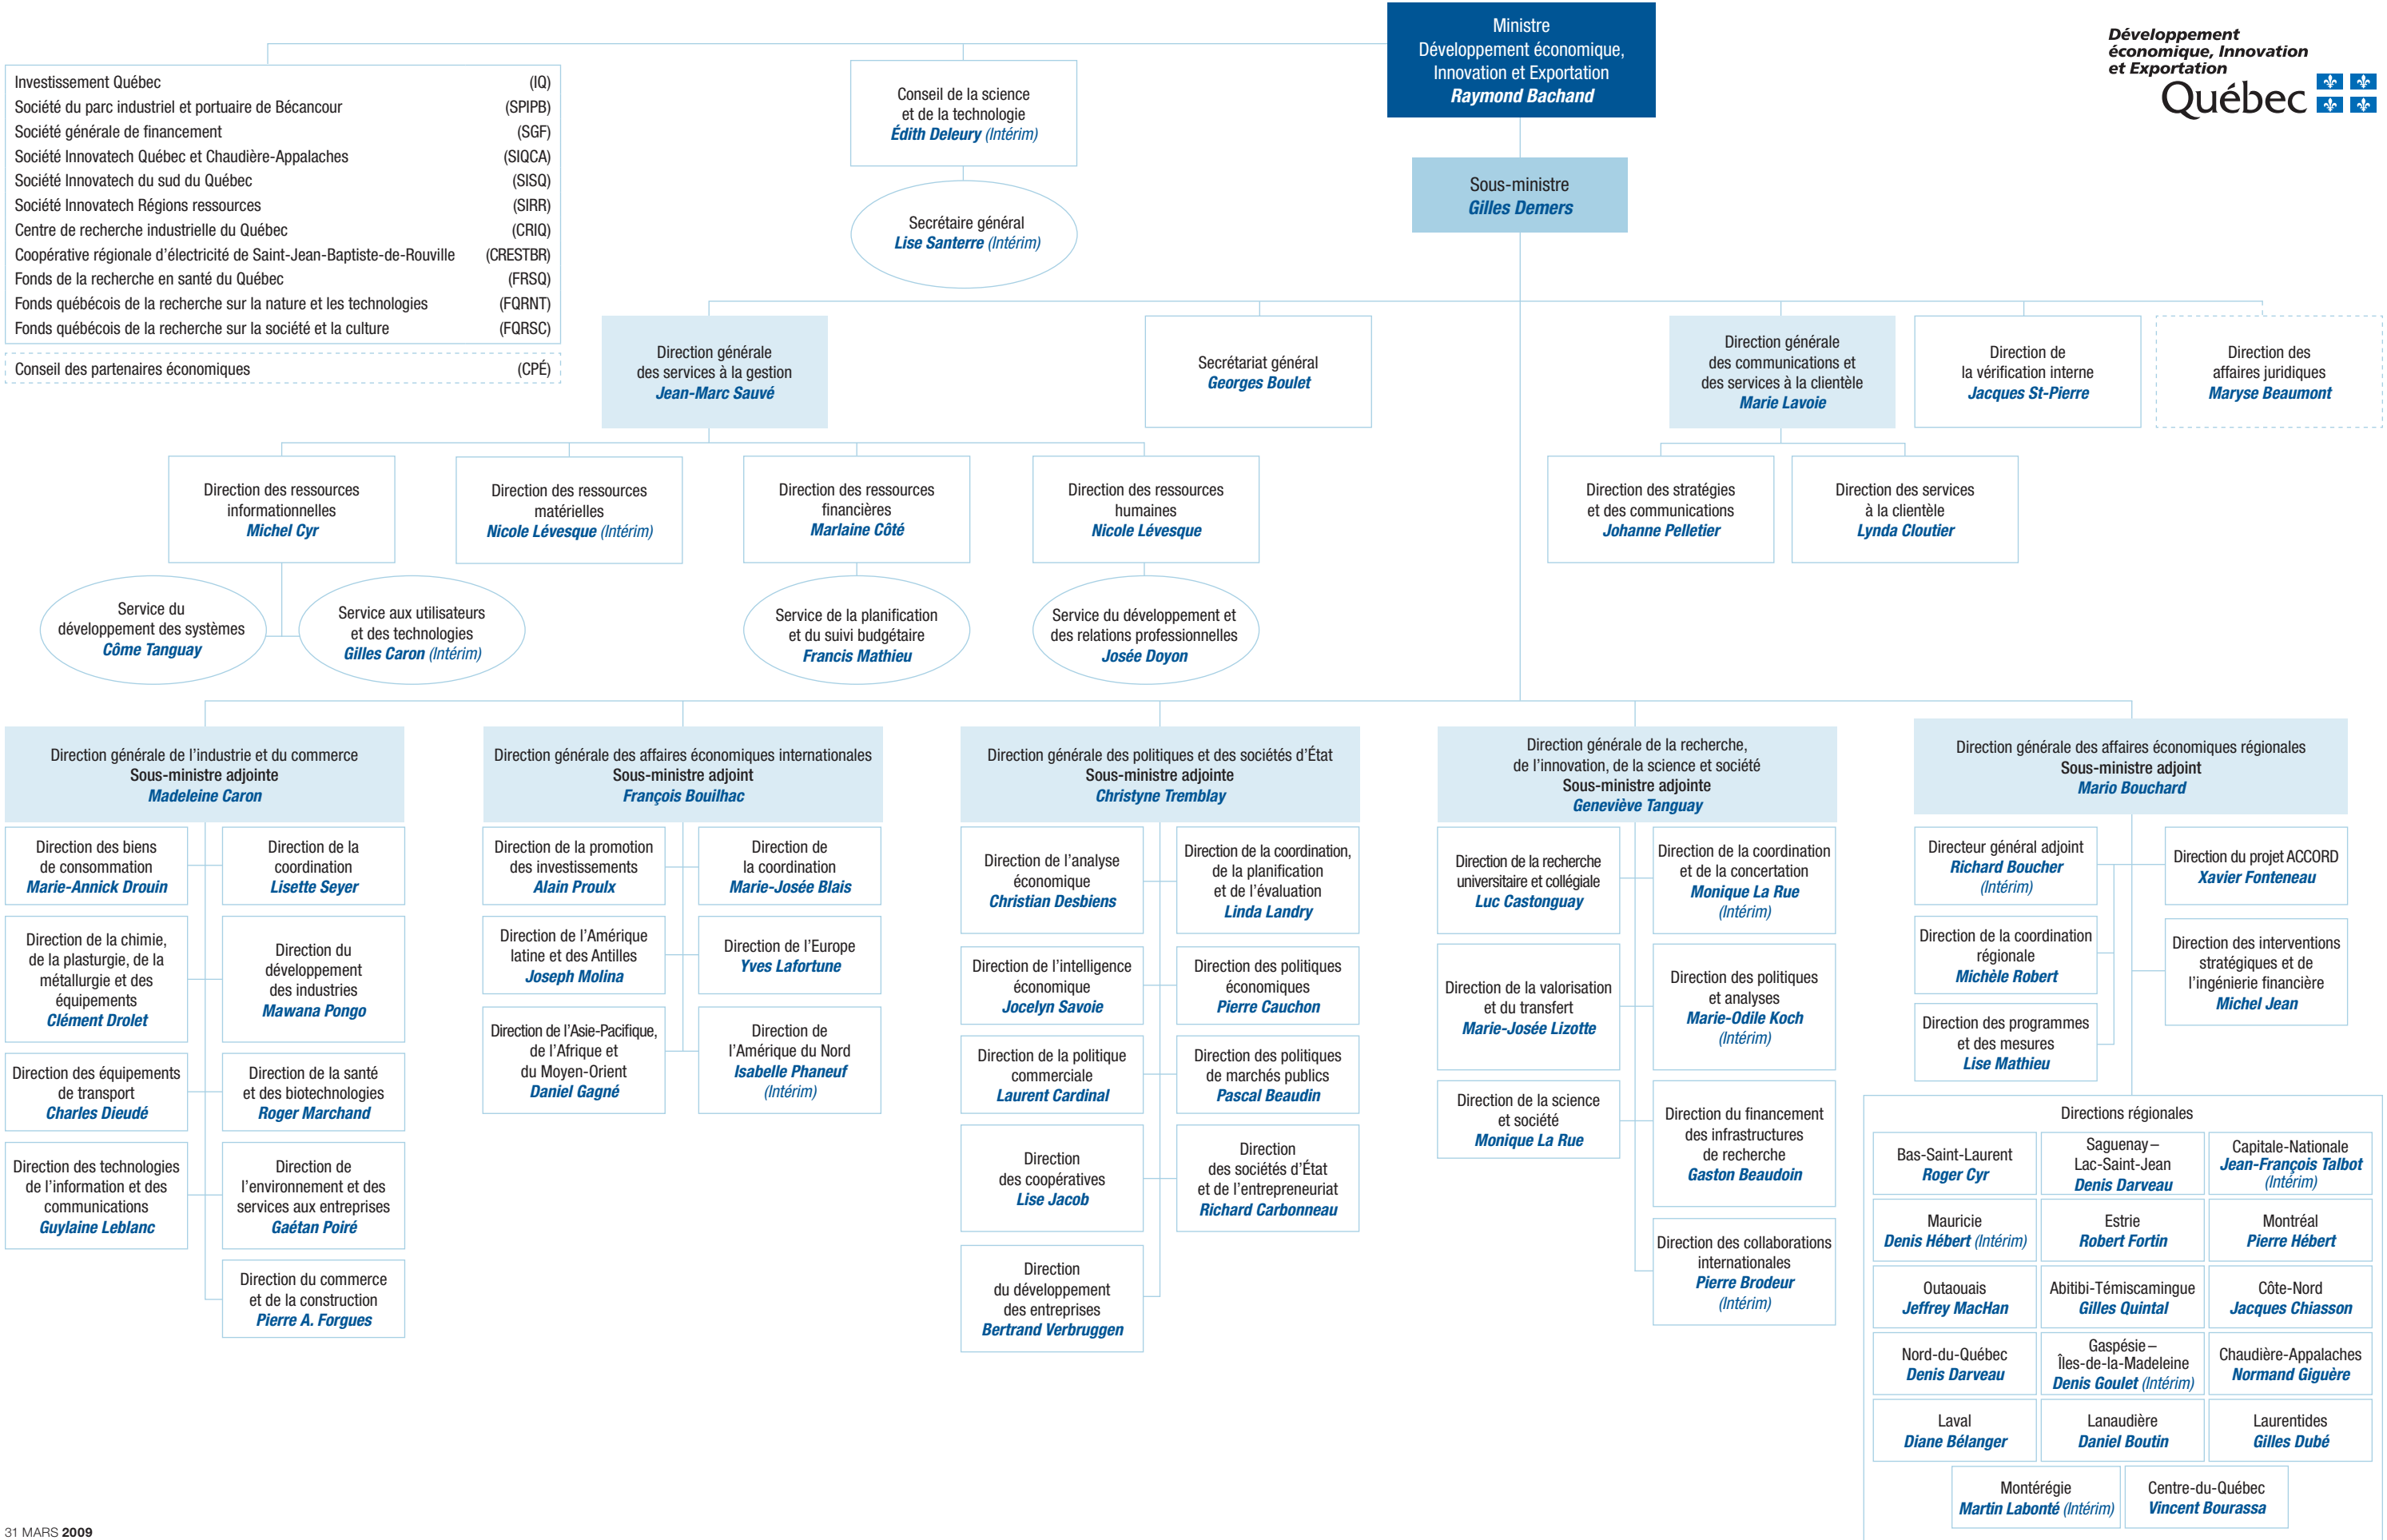 Ministre
Développement économique,
Innovation et Exportation
Raymond Bachand
Développement
économique, Innovation
et Exportation
Québec
Investissement Québec (IQ)
Société du parc industriel et portuaire de Bécancour (SPIPB)
Société générale de financement (SGF)
Société Innovatech Québec et Chaudière-Appalaches (SIQCA)
Société Innovatech du sud du Québec (SISQ)
Société Innovatech Régions ressources (SIRR)
Centre de recherche industrielle du Québec (CRIQ)
Coopérative régionale d'électricité de Saint-Jean-Baptiste-de-Rouville (CRESTBR)
Fonds de la recherche en santé du Québec (FRSQ)
Fonds québécois de la recherche sur la nature et les technologies (FQRNT)
Fonds québécois de la recherche sur la société et la culture (FQRSC)
Conseil des partenaires économiques (CPÉ)
Conseil de la science
et de la technologie
Édith Deleury (Intérim)
Secrétaire général
Lise Santerre (Intérim)
Sous-ministre
Gilles Demers
Direction générale
des services à la gestion
Jean-Marc Sauvé
Secrétariat général
Georges Boulet
Direction générale
des communications et
des services à la clientèle
Marie Lavoie
Direction de
la vérification interne
Jacques St-Pierre
Direction des
affaires juridiques
Maryse Beaumont
Direction des ressources
informationnelles
Michel Cyr
Direction des ressources
matérielles
Nicole Lévesque (Intérim)
Direction des ressources
financières
Marlaine Côté
Direction des ressources
humaines
Nicole Lévesque
Direction des stratégies
et des communications
Johanne Pelletier
Direction des services
à la clientèle
Lynda Cloutier
Service du
développement des systèmes
Côme Tanguay
Service aux utilisateurs
et des technologies
Gilles Caron (Intérim)
Service de la planification
et du suivi budgétaire
Francis Mathieu
Service du développement et
des relations professionnelles
Josée Doyon
Direction générale de l'industrie et du commerce
Sous-ministre adjointe
Madeleine Caron
Direction des biens
de consommation
Marie-Annick Drouin
Direction de la
coordination
Lisette Seyer
Direction de la chimie,
de la plasturgie, de la
métallurgie et des
équipements
Clément Drolet
Direction du
développement
des industries
Mawana Pongo
Direction des équipements
de transport
Charles Dieudé
Direction de la santé
et des biotechnologies
Roger Marchand
Direction des technologies
de l'information et des
communications
Guylaine Leblanc
Direction de
l'environnement et des
services aux entreprises
Gaétan Poiré
Direction du commerce
et de la construction
Pierre A. Forgues
Direction générale des affaires économiques internationales
Sous-ministre adjoint
François Bouilhac
Direction de la promotion
des investissements
Alain Proulx
Direction de
la coordination
Marie-Josée Blais
Direction de l'Amérique
latine et des Antilles
Joseph Molina
Direction de l'Europe
Yves Lafortune
Direction de l'Asie-Pacifique,
de l'Afrique et
du Moyen-Orient
Daniel Gagné
Direction de
l'Amérique du Nord
Isabelle Phaneuf
(Intérim)
Direction générale des politiques et des sociétés d'État
Sous-ministre adjointe
Christyne Tremblay
Direction de l'analyse
économique
Christian Desbiens
Direction de la coordination,
de la planification
et de l'évaluation
Linda Landry
Direction de l'intelligence
économique
Jocelyn Savoie
Direction des politiques
économiques
Pierre Cauchon
Direction de la politique
commerciale
Laurent Cardinal
Direction des politiques
de marchés publics
Pascal Beaudin
Direction
des coopératives
Lise Jacob
Direction
des sociétés d'État
et de l'entrepreneuriat
Richard Carbonneau
Direction
du développement
des entreprises
Bertrand Verbruggen
Direction générale de la recherche,
de l'innovation, de la science et société
Sous-ministre adjointe
Geneviève Tanguay
Direction de la recherche
universitaire et collégiale
Luc Castonguay
Direction de la coordination
et de la concertation
Monique La Rue
(Intérim)
Direction de la valorisation
et du transfert
Marie-Josée Lizotte
Direction des politiques
et analyses
Marie-Odile Koch
(Intérim)
Direction de la science
et société
Monique La Rue
Direction du financement
des infrastructures
de recherche
Gaston Beaudoin
Direction des collaborations
internationales
Pierre Brodeur
(Intérim)
Direction générale des affaires économiques régionales
Sous-ministre adjoint
Mario Bouchard
Directeur général adjoint
Richard Boucher
(Intérim)
Direction du projet ACCORD
Xavier Fonteneau
Direction de la coordination
régionale
Michèle Robert
Direction des interventions
stratégiques et de
l'ingénierie financière
Michel Jean
Direction des programmes
et des mesures
Lise Mathieu
Directions régionales
Bas-Saint-Laurent
Roger Cyr
Saguenay–
Lac-Saint-Jean
Denis Darveau
Capitale-Nationale
Jean-François Talbot
(Intérim)
Mauricie
Denis Hébert (Intérim)
Estrie
Robert Fortin
Montréal
Pierre Hébert
Outaouais
Jeffrey MacHan
Abitibi-Témiscamingue
Gilles Quintal
Côte-Nord
Jacques Chiasson
Nord-du-Québec
Denis Darveau
Gaspésie–
Îles-de-la-Madeleine
Denis Goulet (Intérim)
Chaudière-Appalaches
Normand Giguère
Laval
Diane Bélanger
Lanaudière
Daniel Boutin
Laurentides
Gilles Dubé
Montérégie
Martin Labonté (Intérim)
Centre-du-Québec
Vincent Bourassa
31 MARS 2009